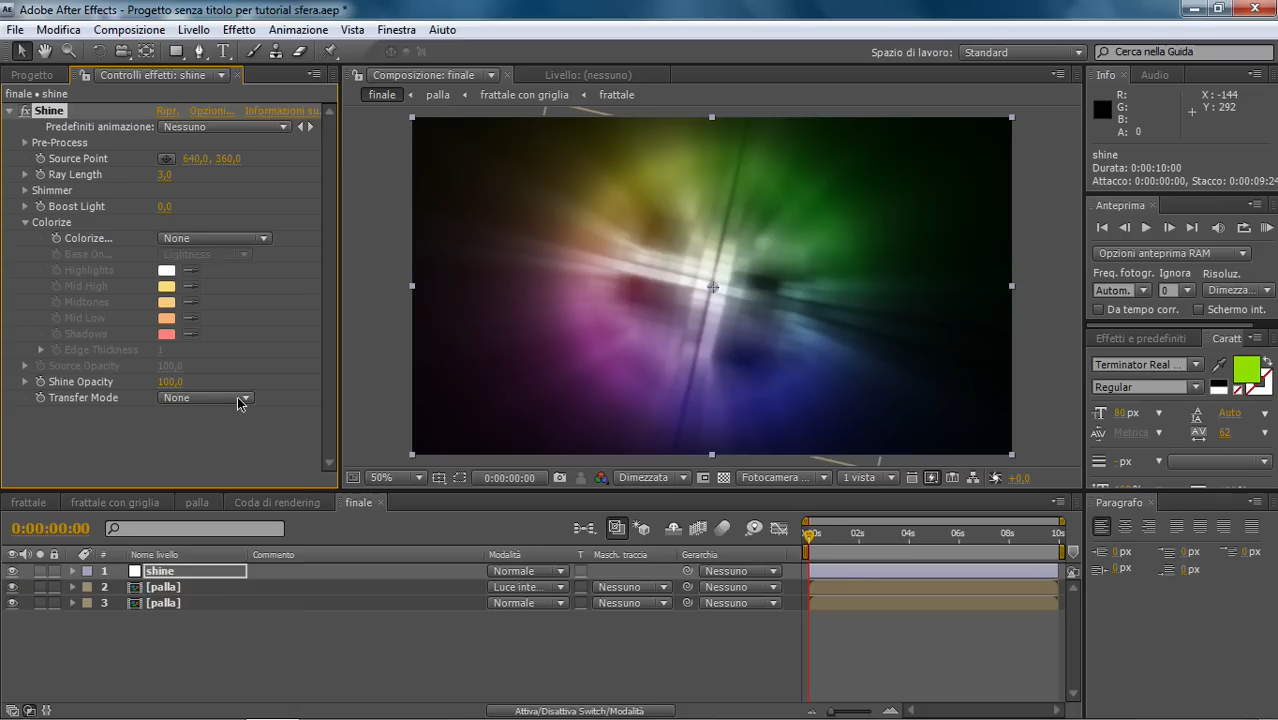 Adobe After Effects - Progetto senza titolo per tutorial sfera.aep *
File Modifica Composizione Livello Effetto Animazione Vista Finestra Aiuto
Spazio di lavoro: Standard Cerca nella Guida
Progetto Controlli effetti: shine
finale • shine
fx Shine Ripr. Opzioni... Informazioni su..
Predefiniti animazione: Nessuno
Pre-Process
Source Point 640,0, 360,0
Ray Length 3,0
Shimmer
Boost Light 0,0
Colorize
Colorize... None
Base On... Lightness
Highlights
Mid High
Midtones
Mid Low
Shadows
Edge Thickness 1
Source Opacity 100,0
Shine Opacity 100,0
Transfer Mode None
Composizione: finale Livello: (nessuno)
finale palla frattale con griglia frattale
50% 0:00:00:00 Dimezzata Fotocamera ... 1 vista +0,0
Info Audio
R: X: -144
G: Y: 292
B:
A: 0
shine
Durata: 0:00:10:00
Attacco: 0:00:00:00, Stacco: 0:00:09:24
Anteprima
Opzioni anteprima RAM
Freq. fotogr. Ignora Risoluz.
Autom. 0 Dimezza...
Da tempo corr. Schermo int.
Effetti e predefiniti Caratt
Terminator Real ...
Regular
80 px Auto
Metrica 62
- px
Paragrafo
0 px 0 px 0 px
0 px 0 px
frattale frattale con griglia palla Coda di rendering finale
0:00:00:00
02s 04s 06s 08s 10s
# Nome livello Commento Modalità T Masch. traccia Gerarchia
1 shine Normale Nessuno
2 [palla] Luce inte... Nessuno Nessuno
3 [palla] Normale Nessuno Nessuno
Attiva/Disattiva Switch/Modalità